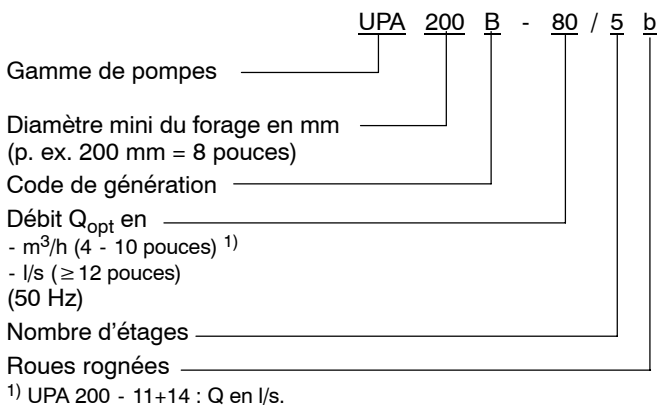 UPA 200 B - 80 / 5 b
Gamme de pompes
Diamètre mini du forage en mm
(p. ex. 200 mm = 8 pouces)
Code de génération
Débit Qopt en
- m³/h (4 - 10 pouces) ¹⁾
- l/s (≥ 12 pouces)
(50 Hz)
Nombre d’étages
Roues rognées
¹⁾ UPA 200 - 11+14 : Q en l/s.